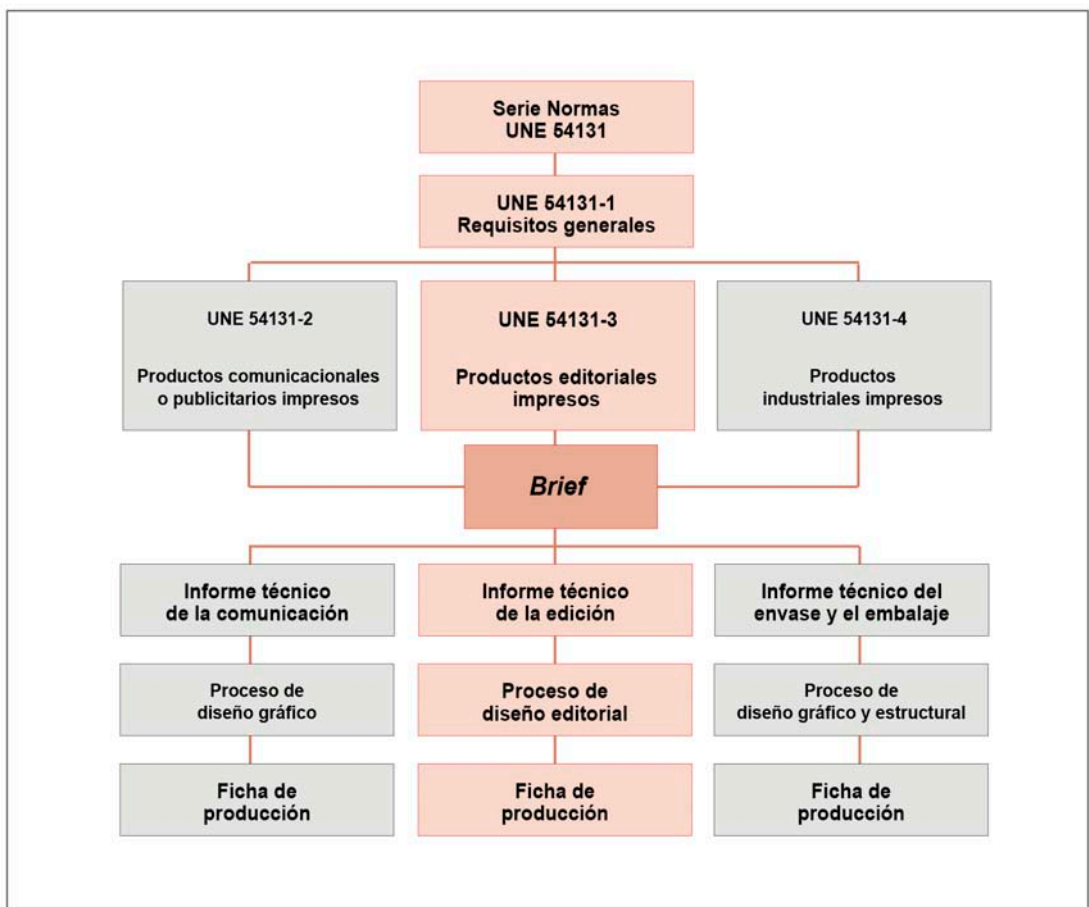 Serie Normas
UNE 54131
UNE 54131-1
Requisitos generales
UNE 54131-2
Productos comunicacionales
o publicitarios impresos
UNE 54131-3
Productos editoriales
impresos
UNE 54131-4
Productos
industriales impresos
Brief
Informe técnico
de la comunicación
Informe técnico
de la edición
Informe técnico del
envase y el embalaje
Proceso de
diseño gráfico
Proceso de
diseño editorial
Proceso de
diseño gráfico y estructural
Ficha de
producción
Ficha de
producción
Ficha de
producción